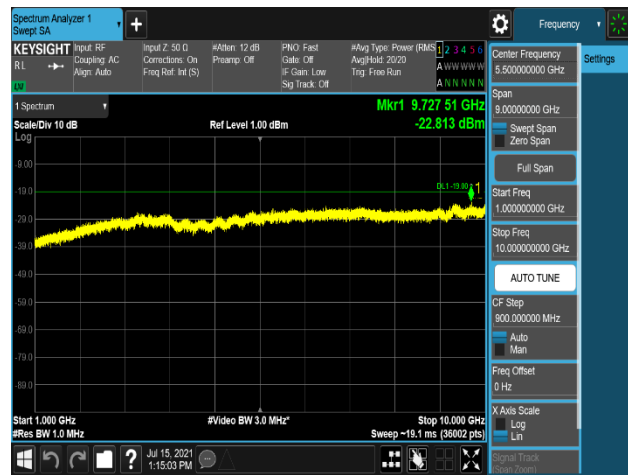 Spectrum Analyzer 1
Swept SA
+
Frequency
KEYSIGHT
RL
Input: RF
Coupling: AC
Align: Auto
Input Z: 50 Ω
Corrections: On
Freq Ref: Int (S)
#Atten: 12 dB
Preamp: Off
PNO: Fast
Gate: Off
IF Gain: Low
Sig Track: Off
#Avg Type: Power (RMS
Avg|Hold: 20/20
Trig: Free Run
1 2 3 4 5 6
A W W W W W
A N N N N N
LXI
1 Spectrum
Scale/Div 10 dB
Log
Ref Level 1.00 dBm
Mkr1 9.727 51 GHz
-22.813 dBm
-9.00
-19.0
-29.0
-39.0
-49.0
-59.0
-69.0
-79.0
-89.0
DL1 -19.00
1
Start 1.000 GHz
#Res BW 1.0 MHz
#Video BW 3.0 MHz*
Stop 10.000 GHz
Sweep ~19.1 ms (36002 pts)
Center Frequency
5.500000000 GHz
Span
9.00000000 GHz
Swept Span
Zero Span
Full Span
Start Freq
1.000000000 GHz
Stop Freq
10.000000000 GHz
AUTO TUNE
CF Step
900.000000 MHz
Auto
Man
Freq Offset
0 Hz
X Axis Scale
Log
Lin
Signal Track
(Span Zoom)
Settings
?
Jul 15, 2021
1:15:03 PM